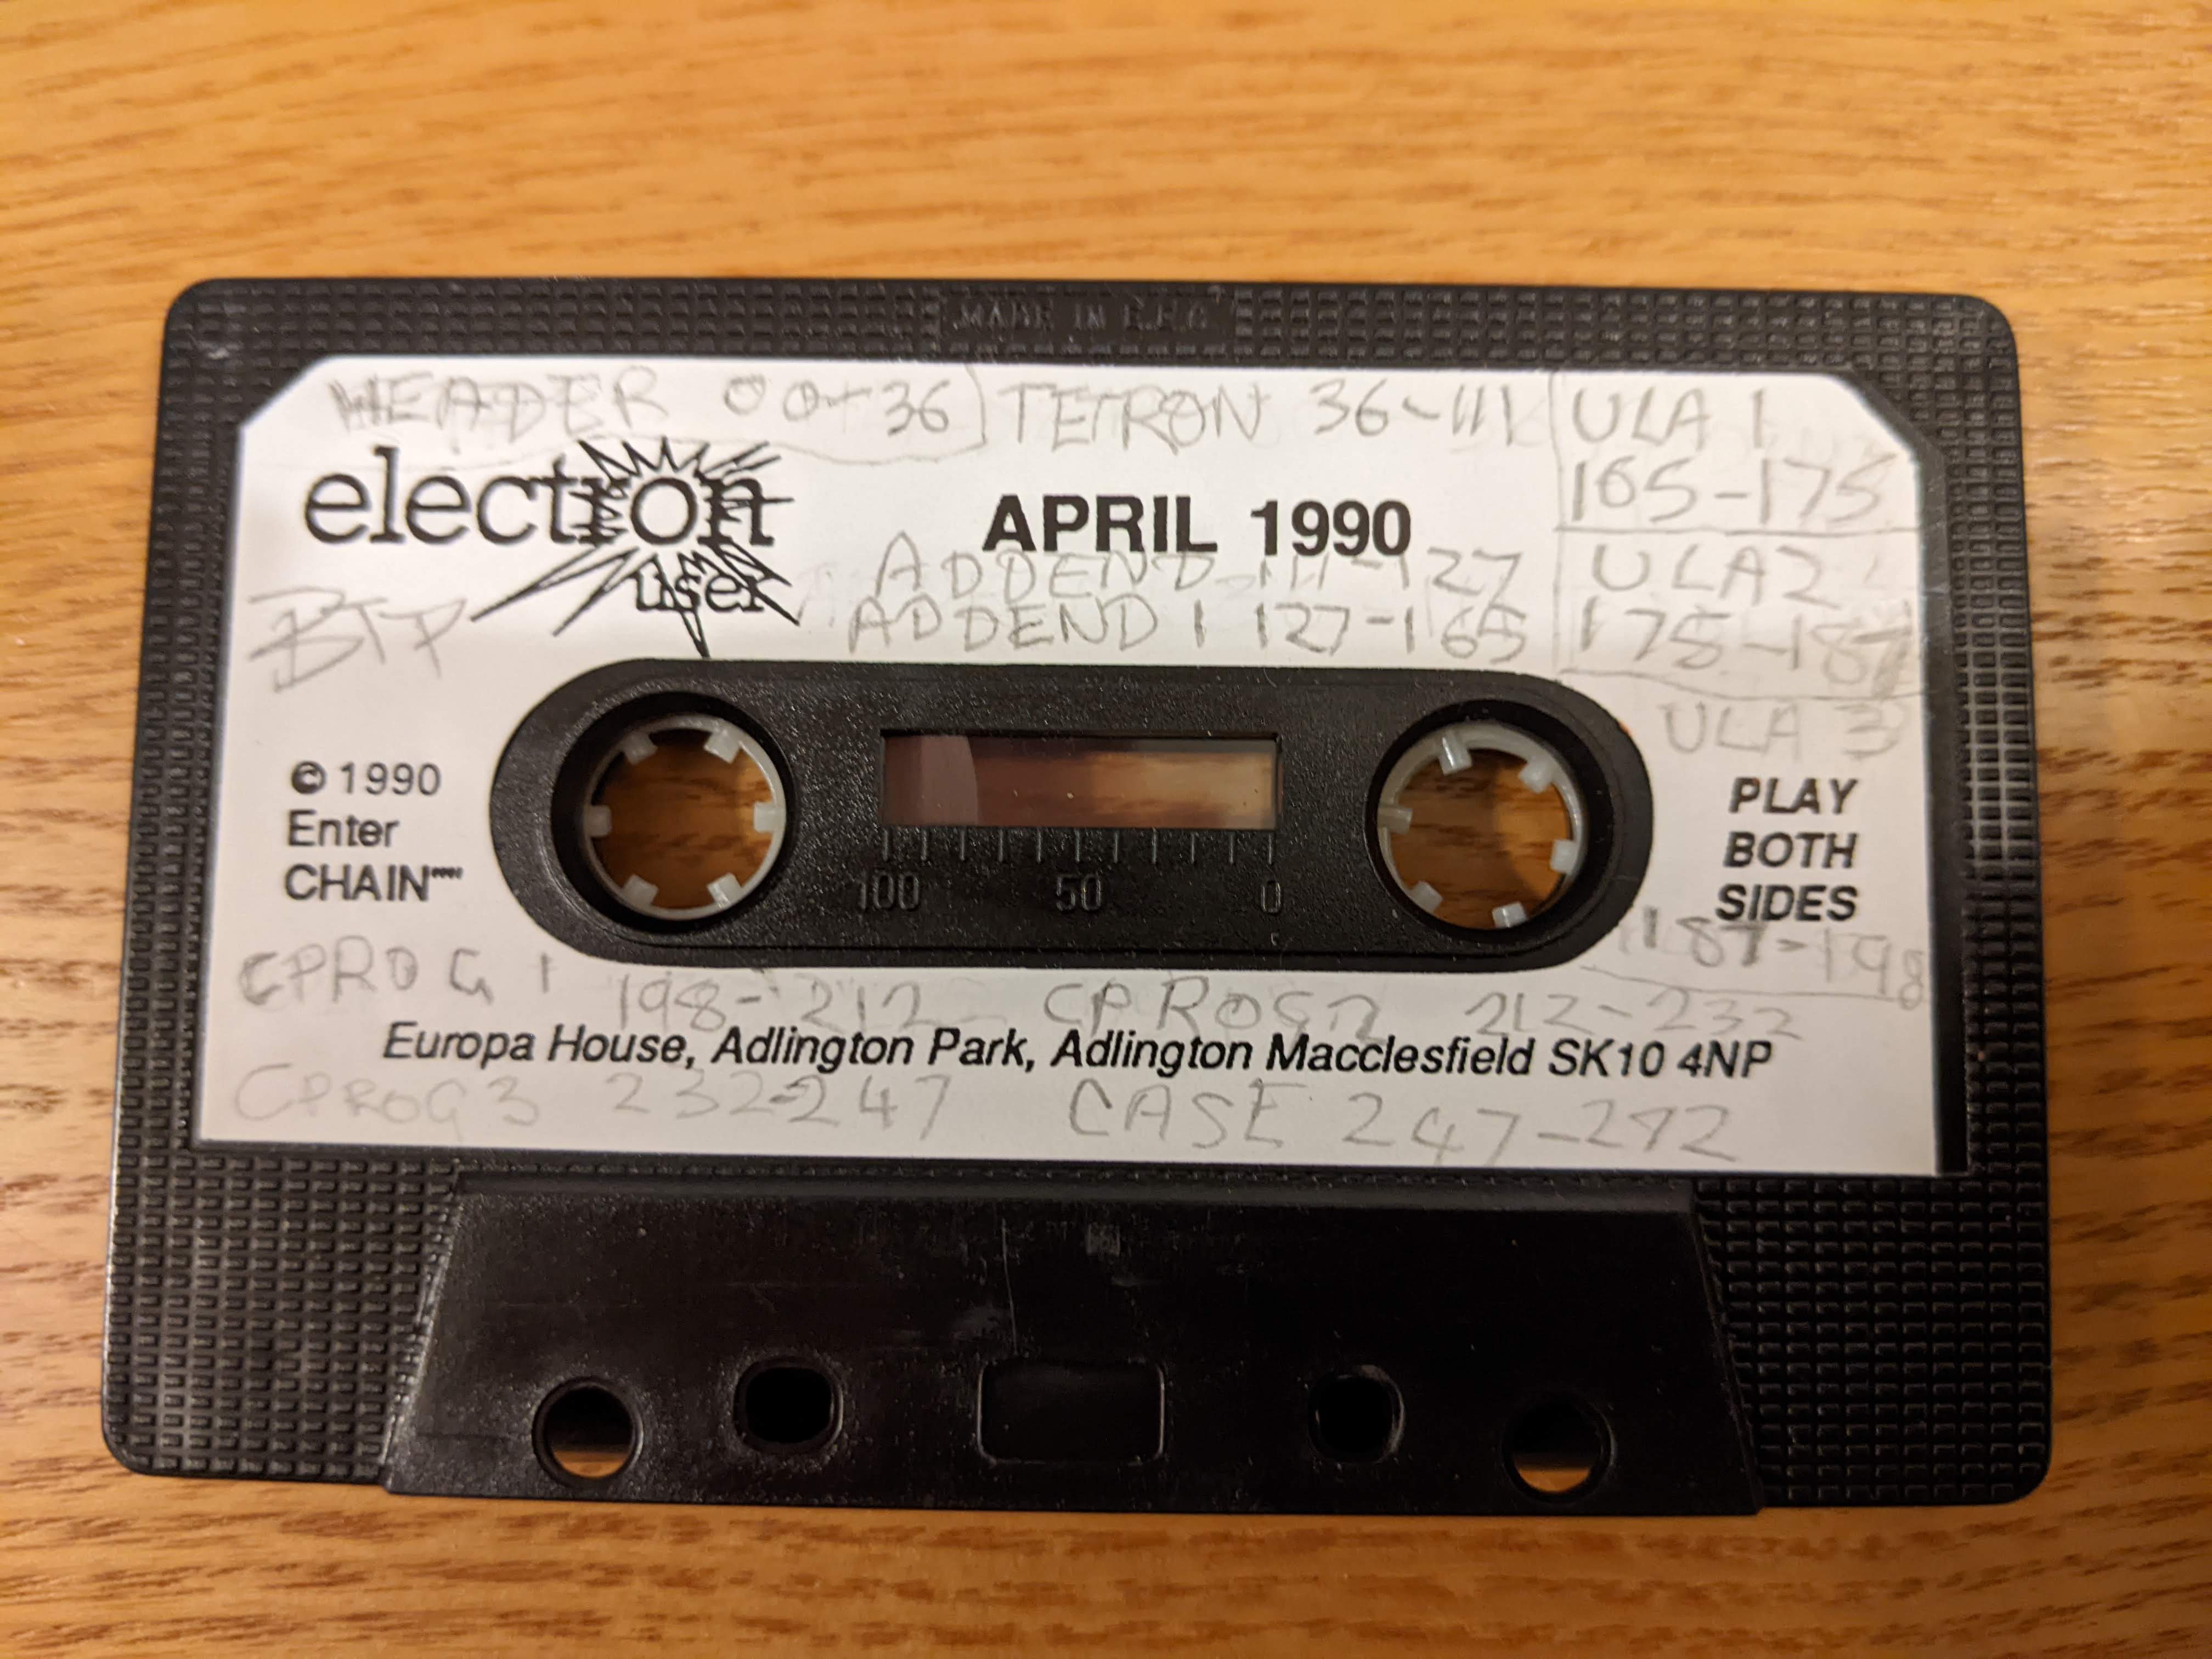 MADE IN E.E.C
HEADER 00-36 TETRON 36-111
ULA 1
165-175
electron
user
APRIL 1990
ADDEND 111-127
ADDEND 1 127-165
ULA 2
175-187
ULA 3
© 1990
Enter
CHAIN""
PLAY
BOTH
SIDES
100 50 0
187-198
CPROG 1 198-212 CPROG2 212-232
Europa House, Adlington Park, Adlington Macclesfield SK10 4NP
CPROG3 232-247 CASE 247-272